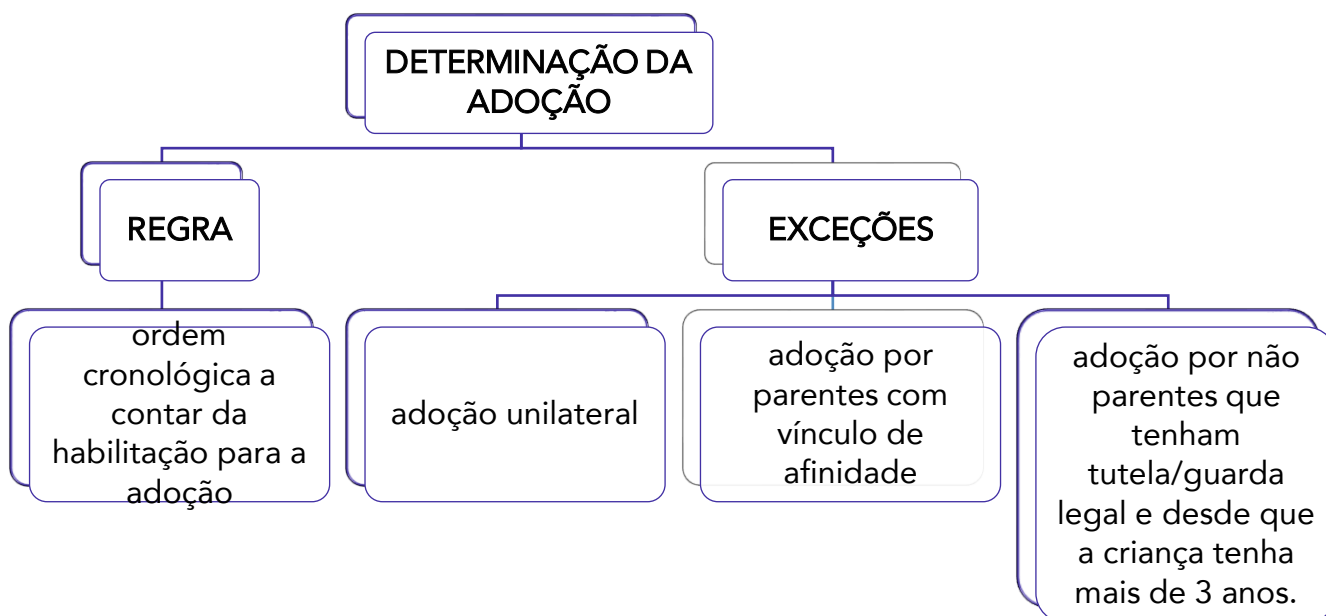 DETERMINAÇÃO DA
ADOÇÃO
REGRA
EXCEÇÕES
ordem
cronológica a
contar da
habilitação para a
adoção
adoção unilateral
adoção por
parentes com
vínculo de
afinidade
adoção por não
parentes que
tenham
tutela/guarda
legal e desde que
a criança tenha
mais de 3 anos.